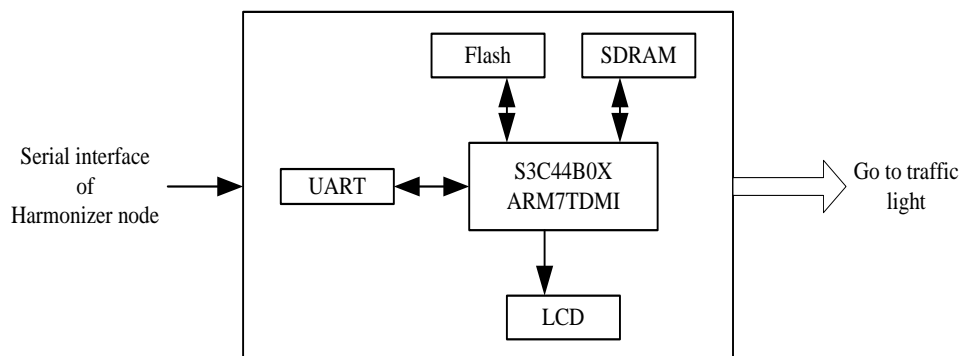 Flash
SDRAM
Serial interface
of
Harmonizer node
UART
S3C44B0X
ARM7TDMI
Go to traffic
light
LCD